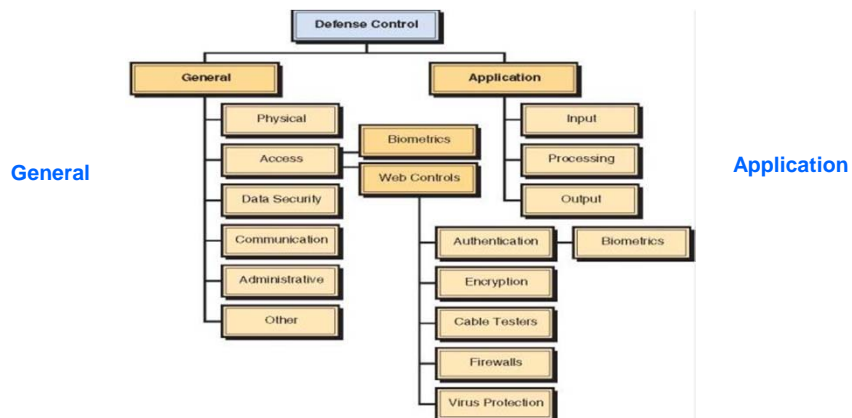 Defense Control
General
Application
Physical
Input
Biometrics
Access
Processing
General
Application
Web Controls
Data Security
Output
Communication
Authentication
Biometrics
Administrative
Encryption
Other
Cable Testers
Firewalls
Virus Protection